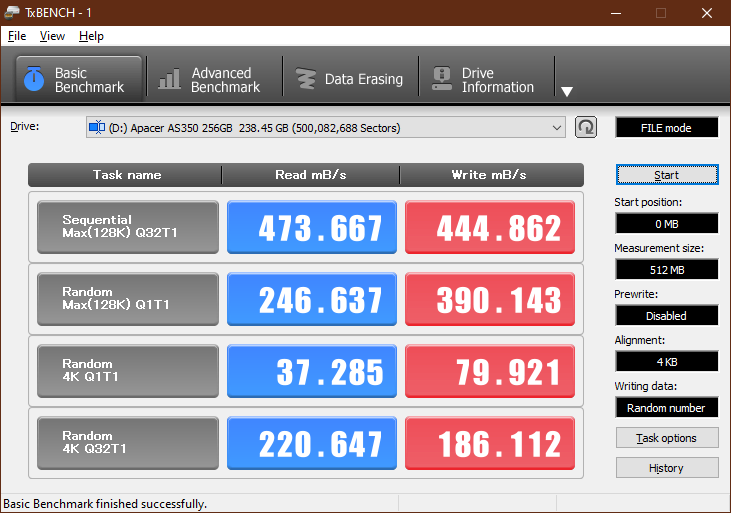 TxBENCH - 1
File View Help
Basic
Benchmark
Advanced
Benchmark
Data Erasing
Drive
Information
Drive:
(D:) Apacer AS350 256GB 238.45 GB (500,082,688 Sectors)
FILE mode
Task name Read mB/s Write mB/s
Start
Sequential
Max(128K) Q32T1
473.667
444.862
Start position:
0 MB
Measurement size:
512 MB
Random
Max(128K) Q1T1
246.637
390.143
Prewrite:
Disabled
Alignment:
4 KB
Random
4K Q1T1
37.285
79.921
Writing data:
Random number
Random
4K Q32T1
220.647
186.112
Task options
History
Basic Benchmark finished successfully.